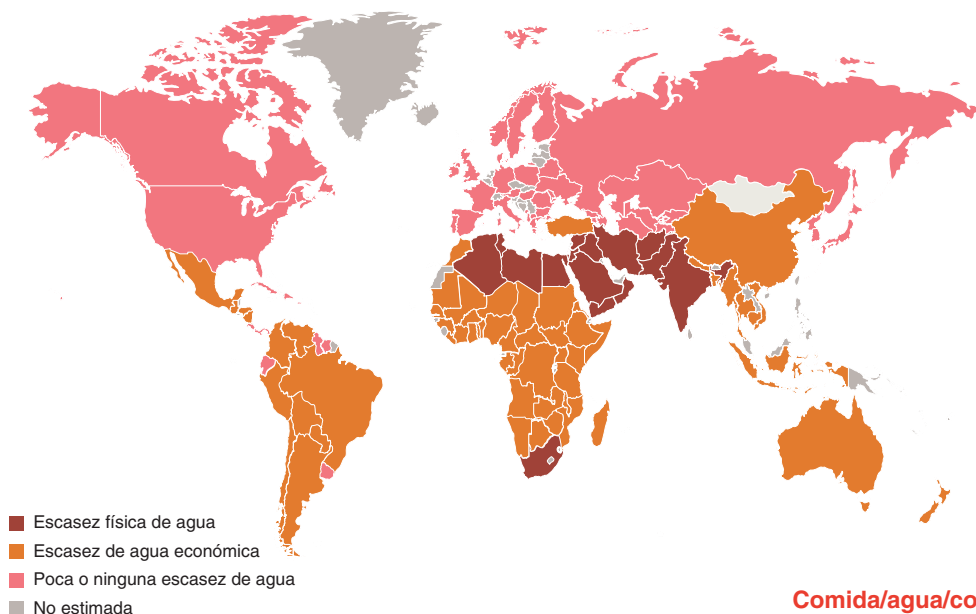 Escasez física de agua
Escasez de agua económica
Poca o ninguna escasez de agua
No estimada
Comida/agua/co